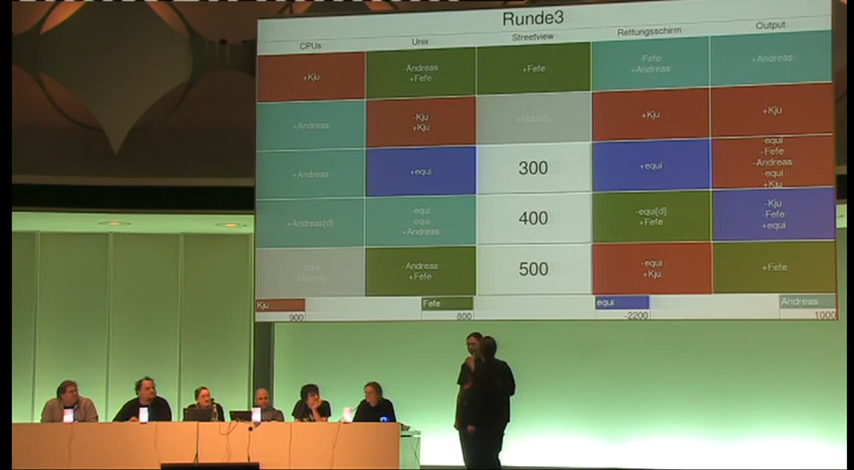 Runde3
CPUs Unix Streetview Rettungsschirm Output
+Kju
-Andreas
+Fefe
+Fefe
-Fefe
+Andreas
+Andreas
+Andreas
-Kju
+Kju
+Nobody
+Kju
+Kju
+Andreas
+equi
300
+equi
-equi
-Fefe
-Andreas
-equi
+Kju
+Andreas[d]
-equi
-equi
+Andreas
400
-equi[d]
+Fefe
-Kju
-Fefe
+equi
-equi
+Nobody
-Andreas
+Fefe
500
-equi
+Kju
+Fefe
Kju Fefe equi Andreas
900 800 -2200 1000